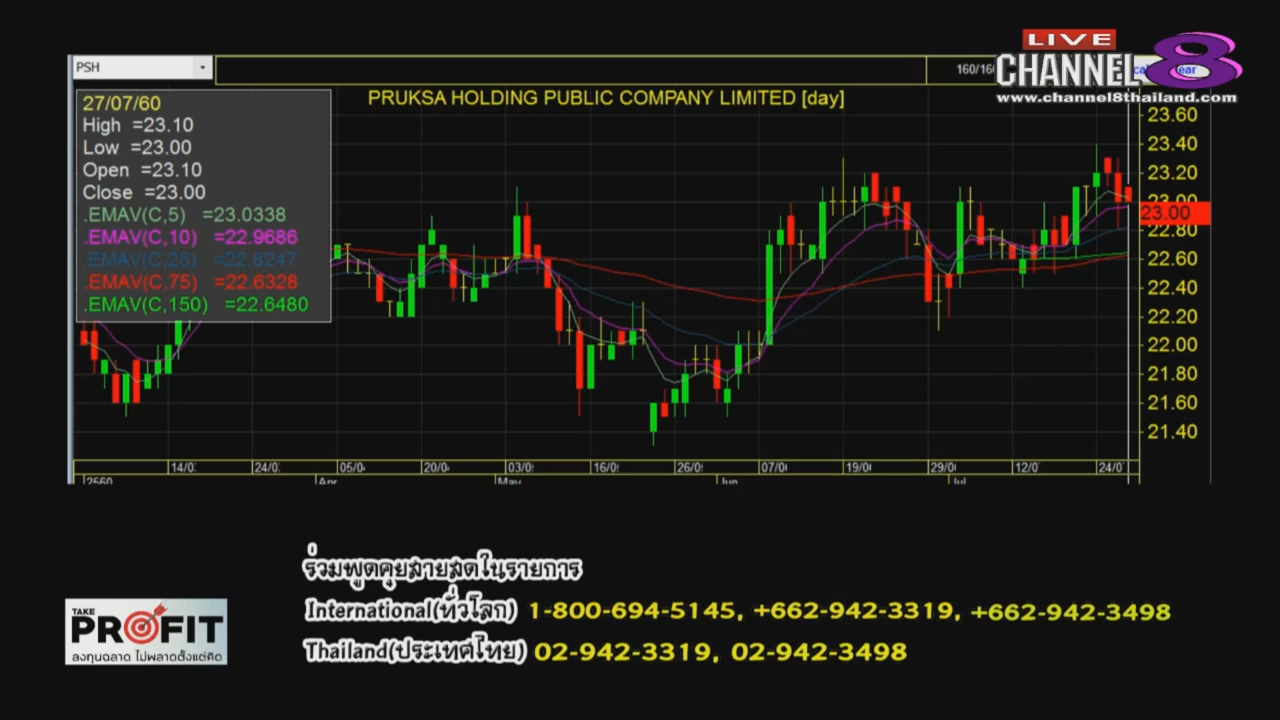 LIVE
CHANNEL 8
www.channel8thailand.com
PSH
160/160
PRUKSA HOLDING PUBLIC COMPANY LIMITED [day]
27/07/60
High =23.10
Low =23.00
Open =23.10
Close =23.00
.EMAV(C,5) =23.0338
.EMAV(C,10) =22.9686
.EMAV(C,25) =22.8247
.EMAV(C,75) =22.6328
.EMAV(C,150) =22.6480
23.60
23.40
23.20
23.00
23.00
22.80
22.60
22.40
22.20
22.00
21.80
21.60
21.40
14/0 24/0 05/0 20/0 03/0 16/0 26/0 07/0 19/0 29/0 12/0 24/0
2560 Apr May Jun Jul
ร่วมพูดคุยสายสดในรายการ
International(ทั่วโลก) 1-800-694-5145, +662-942-3319, +662-942-3498
Thailand(ประเทศไทย) 02-942-3319, 02-942-3498
TAKE
PROFIT
ลงทุนฉลาด ไม่พลาดตั้งแต่คิด